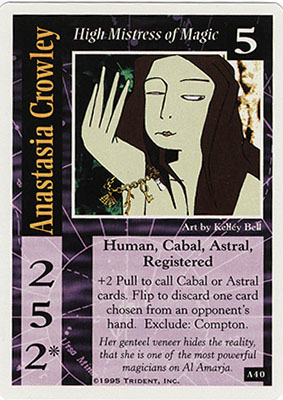 High Mistress of Magic
5
Anastasia Crowley
Art by Kelley Bell
Human, Cabal, Astral,
Registered
+2 Pull to call Cabal or Astral
cards. Flip to discard one card
chosen from an opponent's
hand. Exclude: Compton.
Her genteel veneer hides the reality,
that she is one of the most powerful
magicians on Al Amarja.
2
5
2*
©1995 TRIDENT, INC.
A40